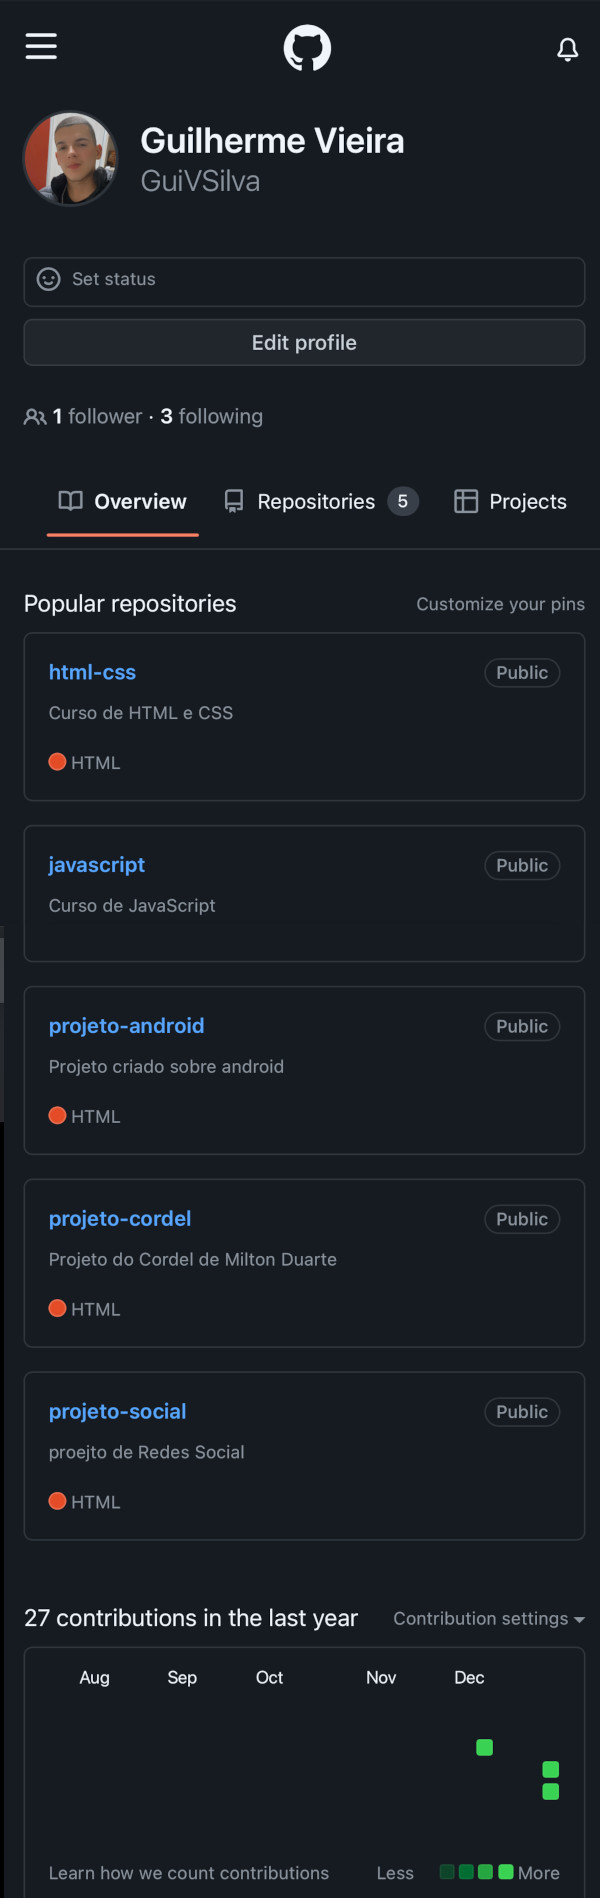 Guilherme Vieira
GuiVSilva
Set status
Edit profile
1 follower · 3 following
Overview Repositories 5 Projects
Popular repositories Customize your pins
html-css Public
Curso de HTML e CSS
HTML
javascript Public
Curso de JavaScript
projeto-android Public
Projeto criado sobre android
HTML
projeto-cordel Public
Projeto do Cordel de Milton Duarte
HTML
projeto-social Public
proejto de Redes Social
HTML
27 contributions in the last year Contribution settings
Aug Sep Oct Nov Dec
Learn how we count contributions Less More